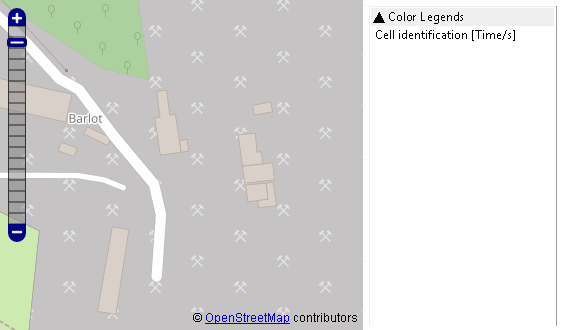 Barlot
© OpenStreetMap contributors
Color Legends
Cell identification [Time/s]